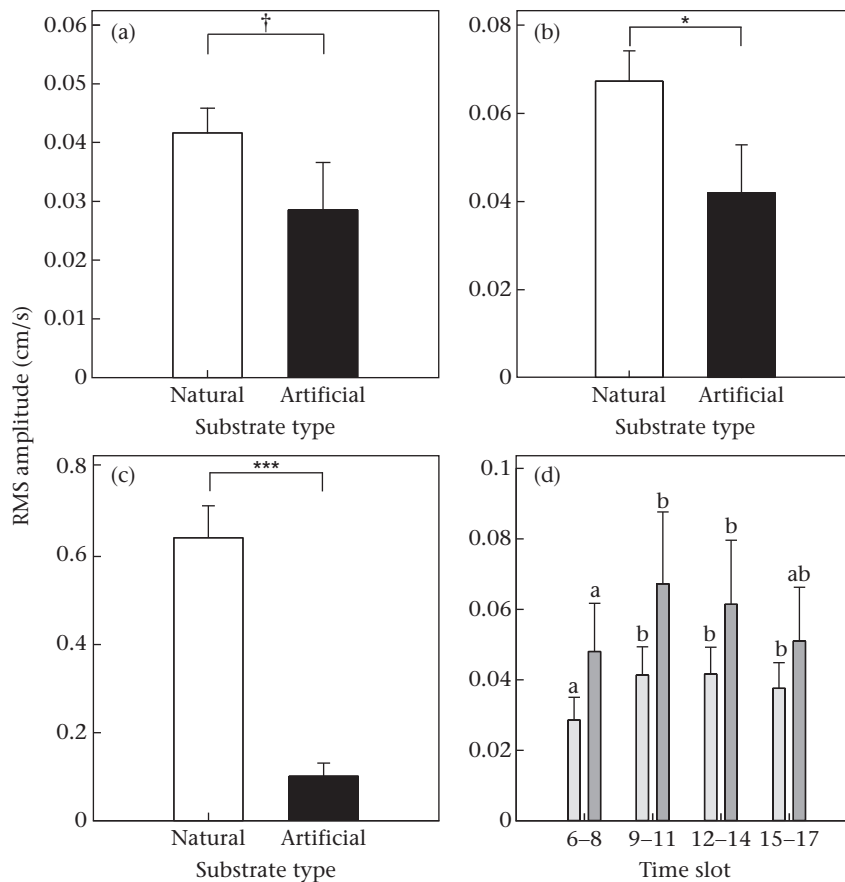 RMS amplitude (cm/s)
(a)
†
0.06
0.05
0.04
0.03
0.02
0.01
0
Natural Artificial
Substrate type
(b)
*
0.08
0.06
0.04
0.02
0
Natural Artificial
Substrate type
(c)
***
0.8
0.6
0.4
0.2
0
Natural Artificial
Substrate type
(d)
0.1
0.08
0.06
0.04
0.02
0
a a b b b b b ab
6–8 9–11 12–14 15–17
Time slot